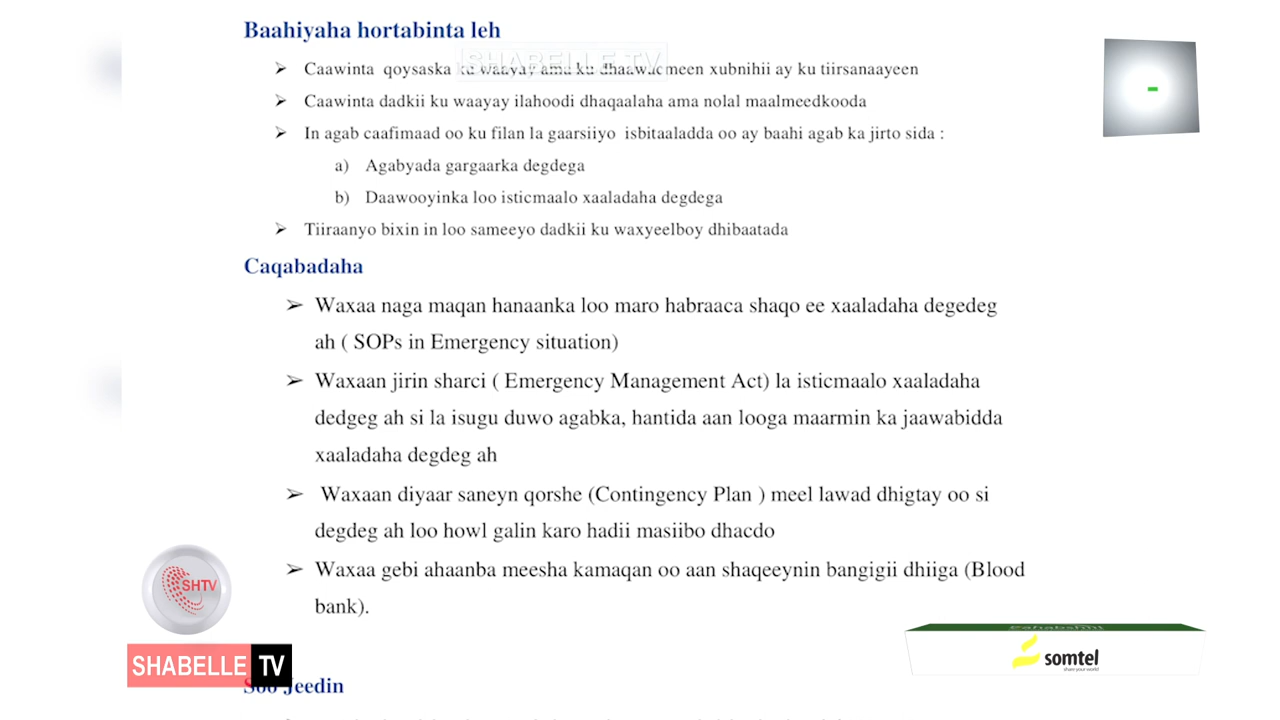 Baahiyaha hortabinta leh
SHABELLE TV
➢ Caawinta qoysaska ku waayay ama ku dhaawacmeen xubnihii ay ku tiirsanaayeen
➢ Caawinta dadkii ku waayay ilahoodi dhaqaalaha ama nolal maalmeedkooda
➢ In agab caafimaad oo ku filan la gaarsiiyo isbitaaladda oo ay baahi agab ka jirto sida :
a) Agabyada gargaarka degdega
b) Daawooyinka loo isticmaalo xaaladaha degdega
➢ Tiiraanyo bixin in loo sameeyo dadkii ku waxyeelboy dhibaatada
Caqabadaha
➢ Waxaa naga maqan hanaanka loo maro habraaca shaqo ee xaaladaha degedeg
ah ( SOPs in Emergency situation)
➢ Waxaan jirin sharci ( Emergency Management Act) la isticmaalo xaaladaha
dedgeg ah si la isugu duwo agabka, hantida aan looga maarmin ka jaawabidda
xaaladaha degdeg ah
➢ Waxaan diyaar saneyn qorshe (Contingency Plan ) meel lawad dhigtay oo si
degdeg ah loo howl galin karo hadii masiibo dhacdo
➢ Waxaa gebi ahaanba meesha kamaqan oo aan shaqeeynin bangigii dhiiga (Blood
bank).
SHTV
SHABELLE TV
somtel
share your world
Soo Jeedin